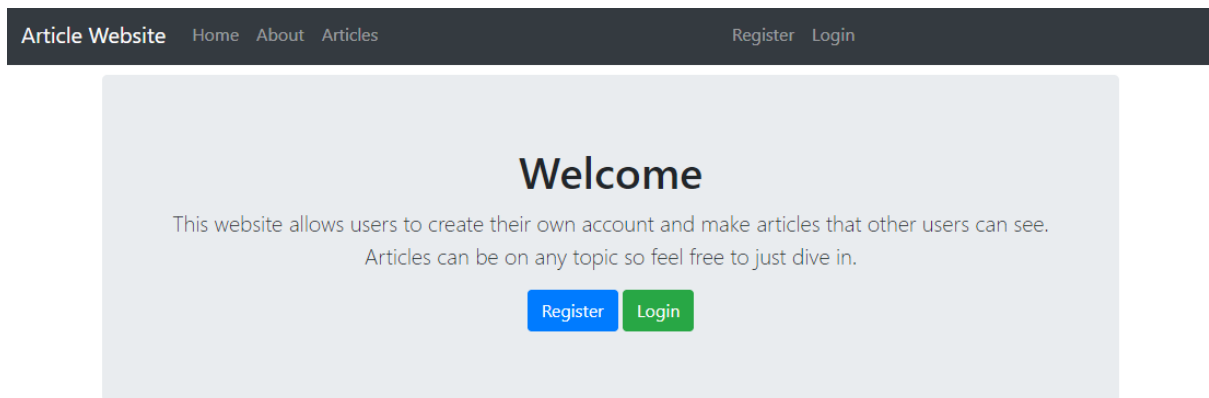 Article Website Home About Articles Register Login
Welcome
This website allows users to create their own account and make articles that other users can see.
Articles can be on any topic so feel free to just dive in.
Register Login